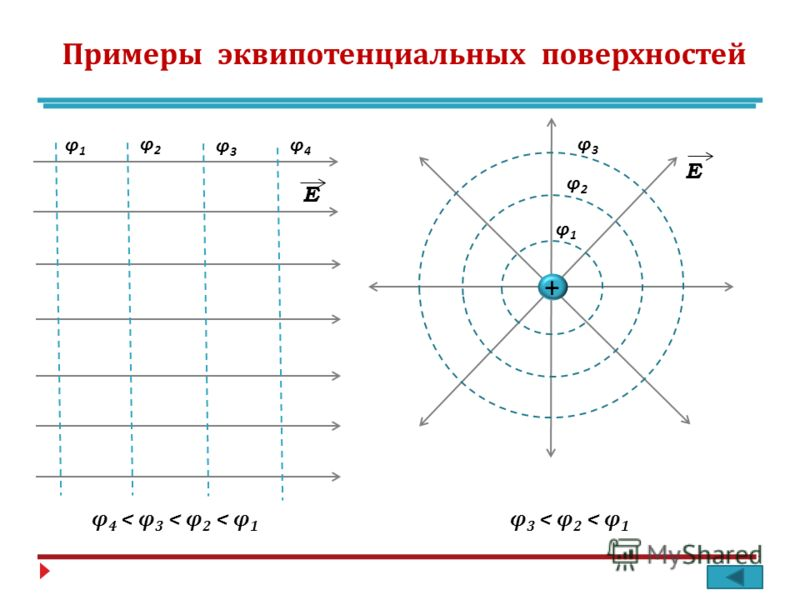 Примеры эквипотенциальных поверхностей
φ1 φ2 φ3 φ4
E
φ4 < φ3 < φ2 < φ1
φ3
E
φ2
φ1
+
φ3 < φ2 < φ1
MyShared